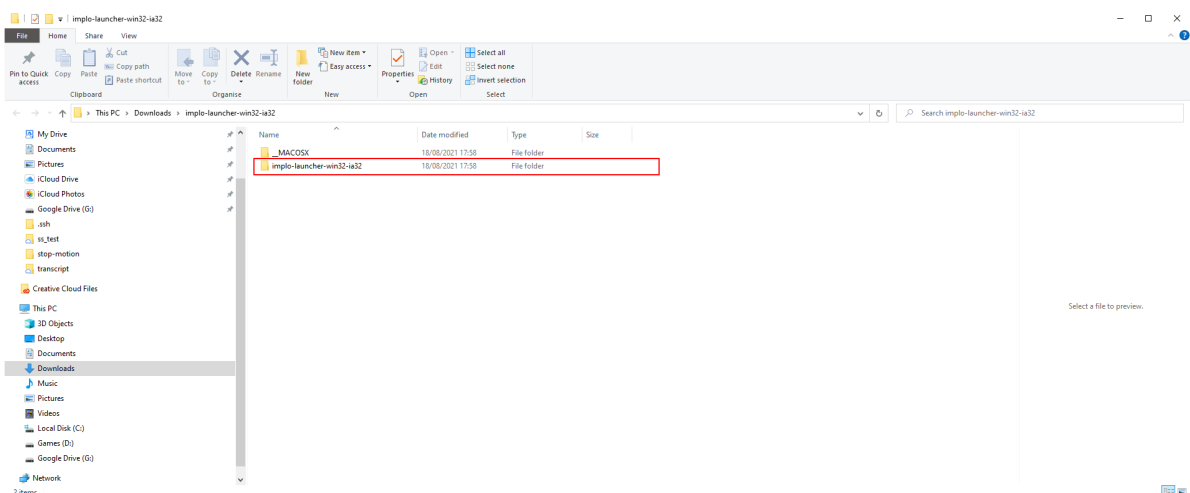 implo-launcher-win32-ia32
File Home Share View
Pin to Quick access
Copy
Paste
Cut
Copy path
Paste shortcut
Clipboard
Move to
Copy to
Delete
Rename
Organise
New folder
New item
Easy access
New
Properties
Open
Edit
History
Open
Select all
Select none
Invert selection
Select
This PC > Downloads > implo-launcher-win32-ia32
Search implo-launcher-win32-ia32
My Drive
Documents
Pictures
iCloud Drive
iCloud Photos
Google Drive (G:)
.ssh
ss_test
stop-motion
transcript
Creative Cloud Files
This PC
3D Objects
Desktop
Documents
Downloads
Music
Pictures
Videos
Local Disk (C:)
Games (D:)
Google Drive (G:)
Network
2 items
Name Date modified Type Size
__MACOSX 18/08/2021 17:58 File folder
implo-launcher-win32-ia32 18/08/2021 17:58 File folder
Select a file to preview.